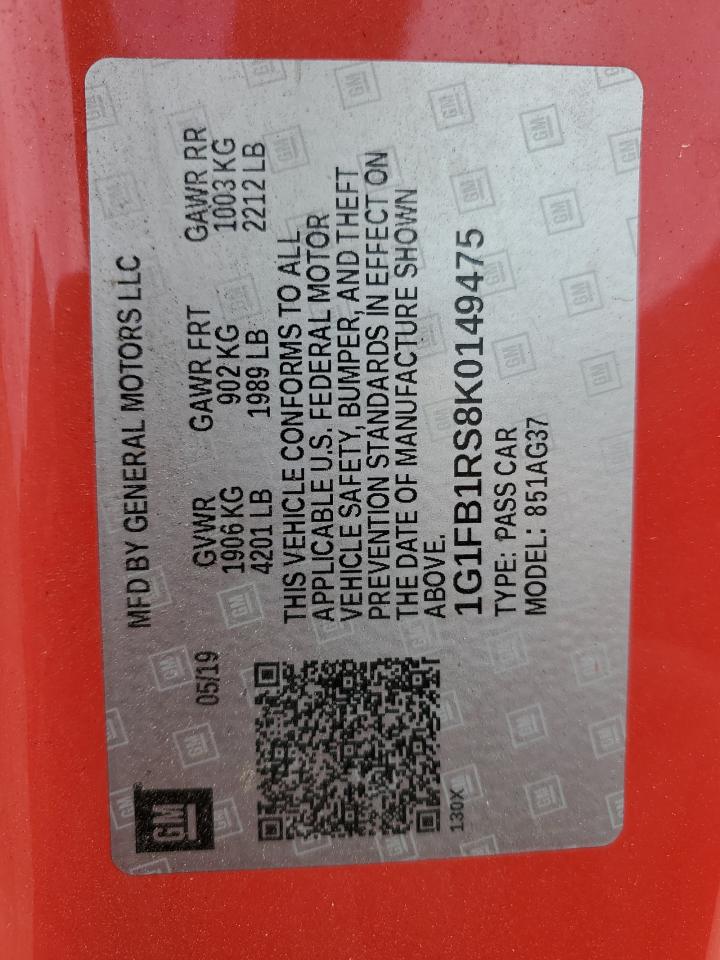 GM
MFD BY GENERAL MOTORS LLC
05/19
GVWR GAWR FRT GAWR RR
1906 KG 902 KG 1003 KG
4201 LB 1989 LB 2212 LB
THIS VEHICLE CONFORMS TO ALL
APPLICABLE U.S. FEDERAL MOTOR
VEHICLE SAFETY, BUMPER, AND THEFT
PREVENTION STANDARDS IN EFFECT ON
THE DATE OF MANUFACTURE SHOWN
ABOVE.
1G1FB1RS8K0149475
TYPE: PASS CAR
MODEL: 851AG37
130X